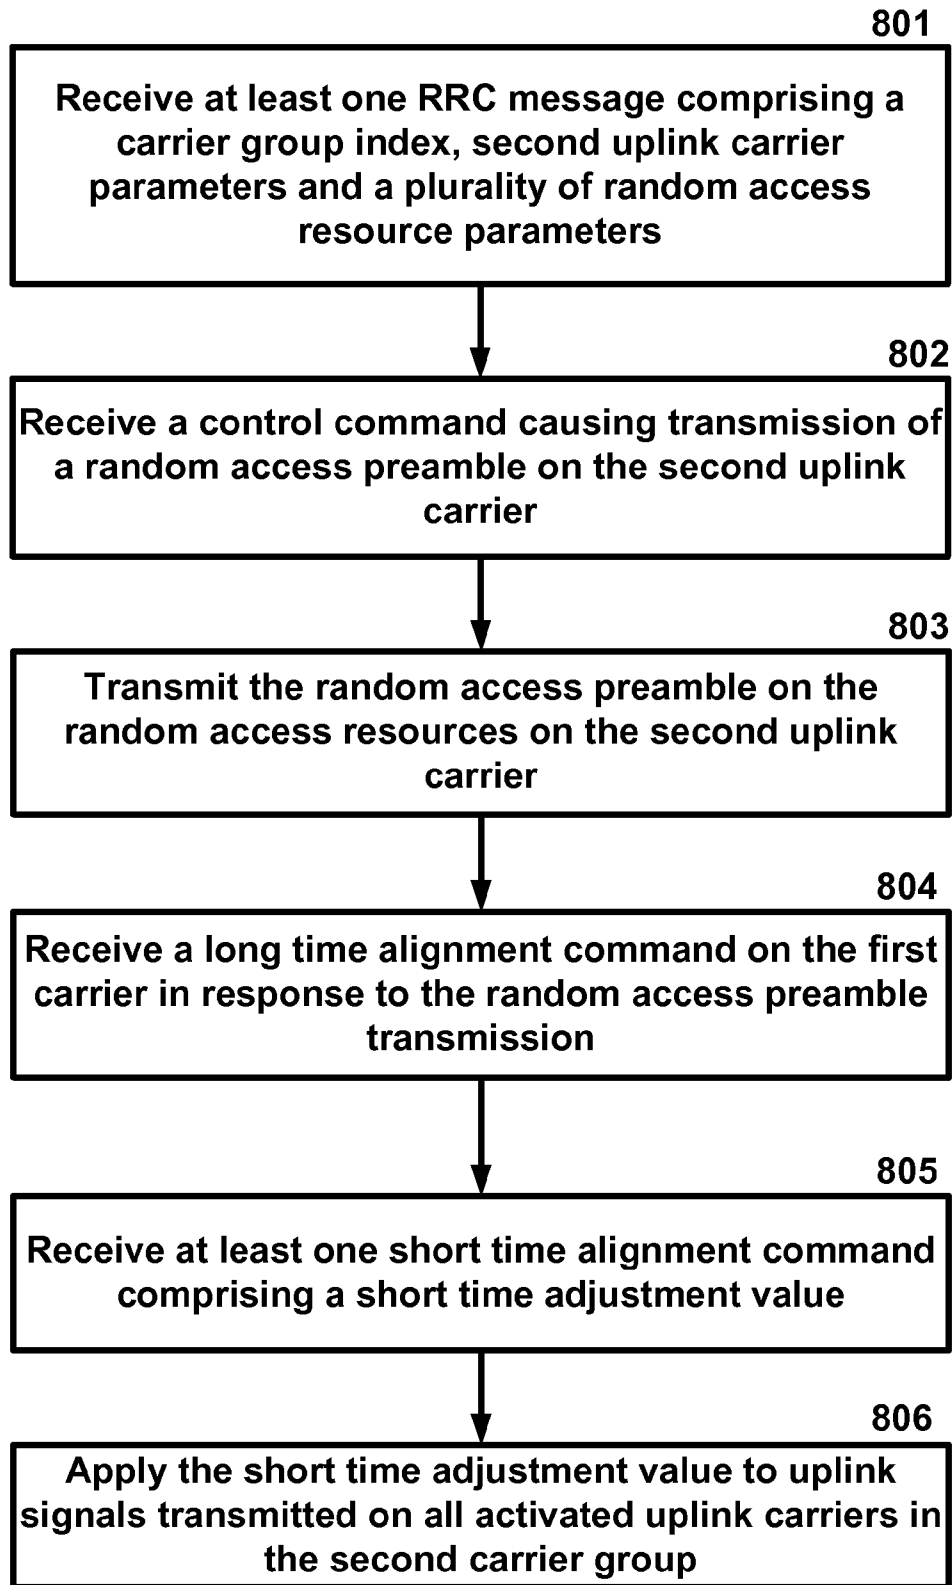 801
Receive at least one RRC message comprising a
carrier group index, second uplink carrier
parameters and a plurality of random access
resource parameters
802
Receive a control command causing transmission of
a random access preamble on the second uplink
carrier
803
Transmit the random access preamble on the
random access resources on the second uplink
carrier
804
Receive a long time alignment command on the first
carrier in response to the random access preamble
transmission
805
Receive at least one short time alignment command
comprising a short time adjustment value
806
Apply the short time adjustment value to uplink
signals transmitted on all activated uplink carriers in
the second carrier group